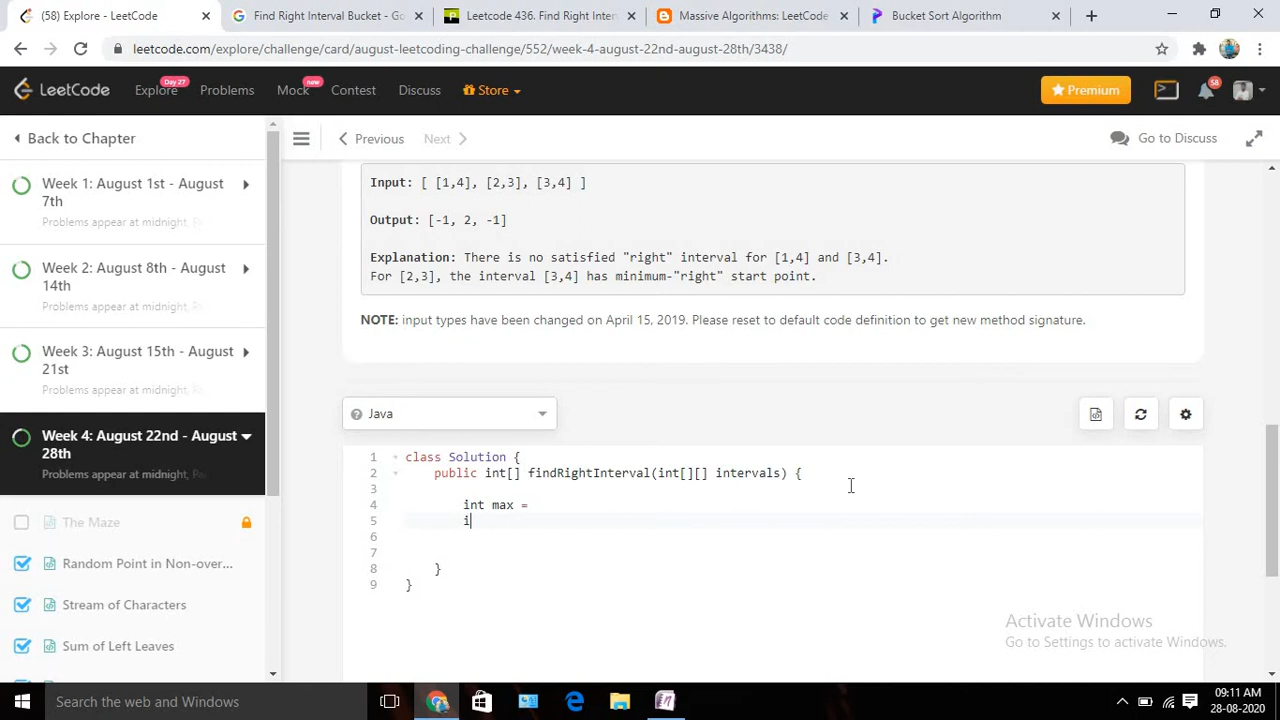 (58) Explore - LeetCode
Find Right Interval Bucket - Go
Leetcode 436. Find Right Inter
Massive Algorithms: LeetCode
Bucket Sort Algorithm
leetcode.com/explore/challenge/card/august-leetcoding-challenge/552/week-4-august-22nd-august-28th/3438/
LeetCode
Explore
Day 27
Problems
Mock
new
Contest
Discuss
Store
Premium
58
Back to Chapter
Previous
Next
Go to Discuss
Week 1: August 1st - August
7th
Problems appear at midnight,
Week 2: August 8th - August
14th
Problems appear at midnight,
Week 3: August 15th - August
21st
Problems appear at midnight,
Week 4: August 22nd - August
28th
Problems appear at midnight,
The Maze
Random Point in Non-over...
Stream of Characters
Sum of Left Leaves
Input: [ [1,4], [2,3], [3,4] ]
Output: [-1, 2, -1]
Explanation: There is no satisfied "right" interval for [1,4] and [3,4].
For [2,3], the interval [3,4] has minimum-"right" start point.
NOTE: input types have been changed on April 15, 2019. Please reset to default code definition to get new method signature.
Java
1 class Solution {
2 public int[] findRightInterval(int[][] intervals) {
3
4 int max =
5 i
6
7
8 }
9 }
Activate Windows
Go to Settings to activate Windows.
Search the web and Windows
09:11 AM
28-08-2020